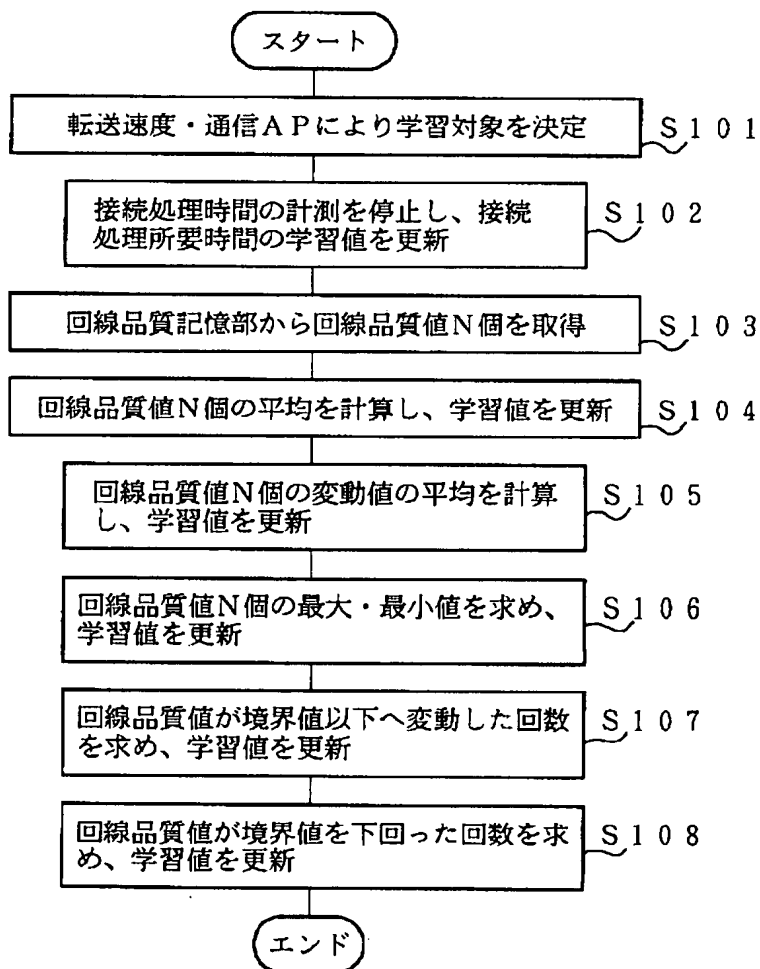 スタート
転送速度・通信ＡＰにより学習対象を決定
Ｓ１０１
接続処理時間の計測を停止し、接続
処理所要時間の学習値を更新
Ｓ１０２
回線品質記憶部から回線品質値Ｎ個を取得
Ｓ１０３
回線品質値Ｎ個の平均を計算し、学習値を更新
Ｓ１０４
回線品質値Ｎ個の変動値の平均を計算
し、学習値を更新
Ｓ１０５
回線品質値Ｎ個の最大・最小値を求め、
学習値を更新
Ｓ１０６
回線品質値が境界値以下へ変動した回数
を求め、学習値を更新
Ｓ１０７
回線品質値が境界値を下回った回数を求
め、学習値を更新
Ｓ１０８
エンド